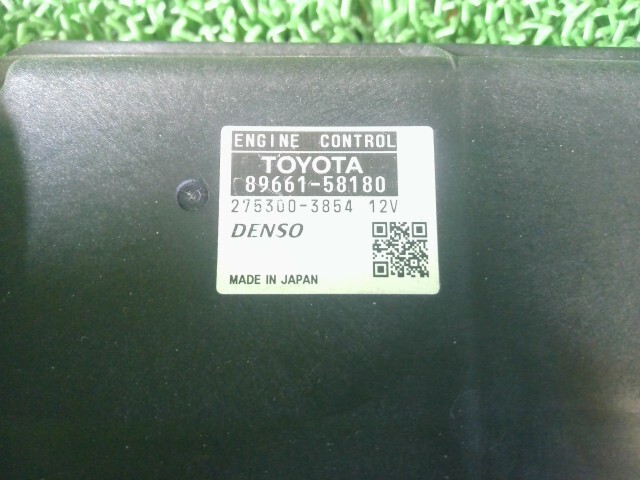 ENGINE CONTROL
TOYOTA
89661-58180
275300-3854 12V
DENSO
MADE IN JAPAN